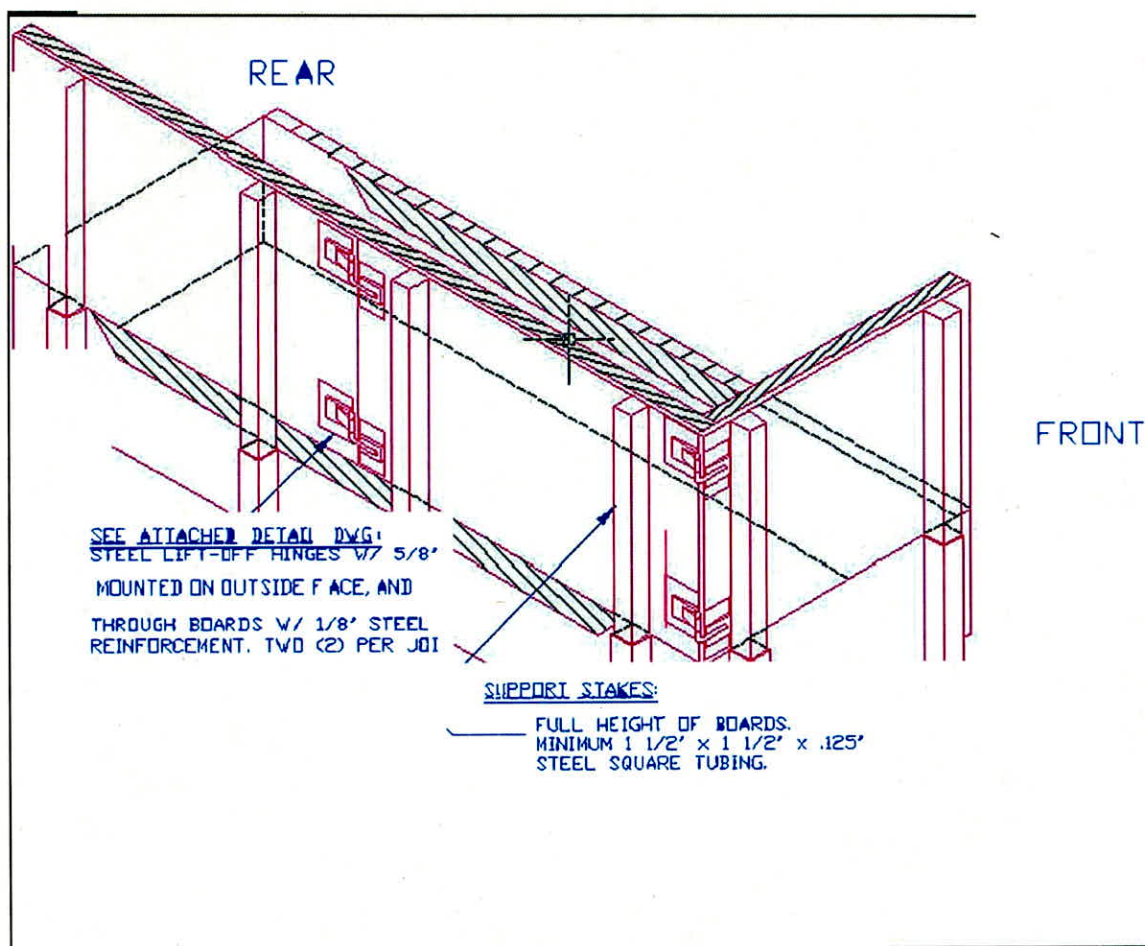 REAR
FRONT
SEE ATTACHED DETAIL DWG:
STEEL LIFT-OFF HINGES W/ 5/8"
MOUNTED ON OUTSIDE FACE, AND
THROUGH BOARDS W/ 1/8" STEEL
REINFORCEMENT. TWO (2) PER JOI
SUPPORT STAKES:
FULL HEIGHT OF BOARDS.
MINIMUM 1 1/2" x 1 1/2" x .125"
STEEL SQUARE TUBING.